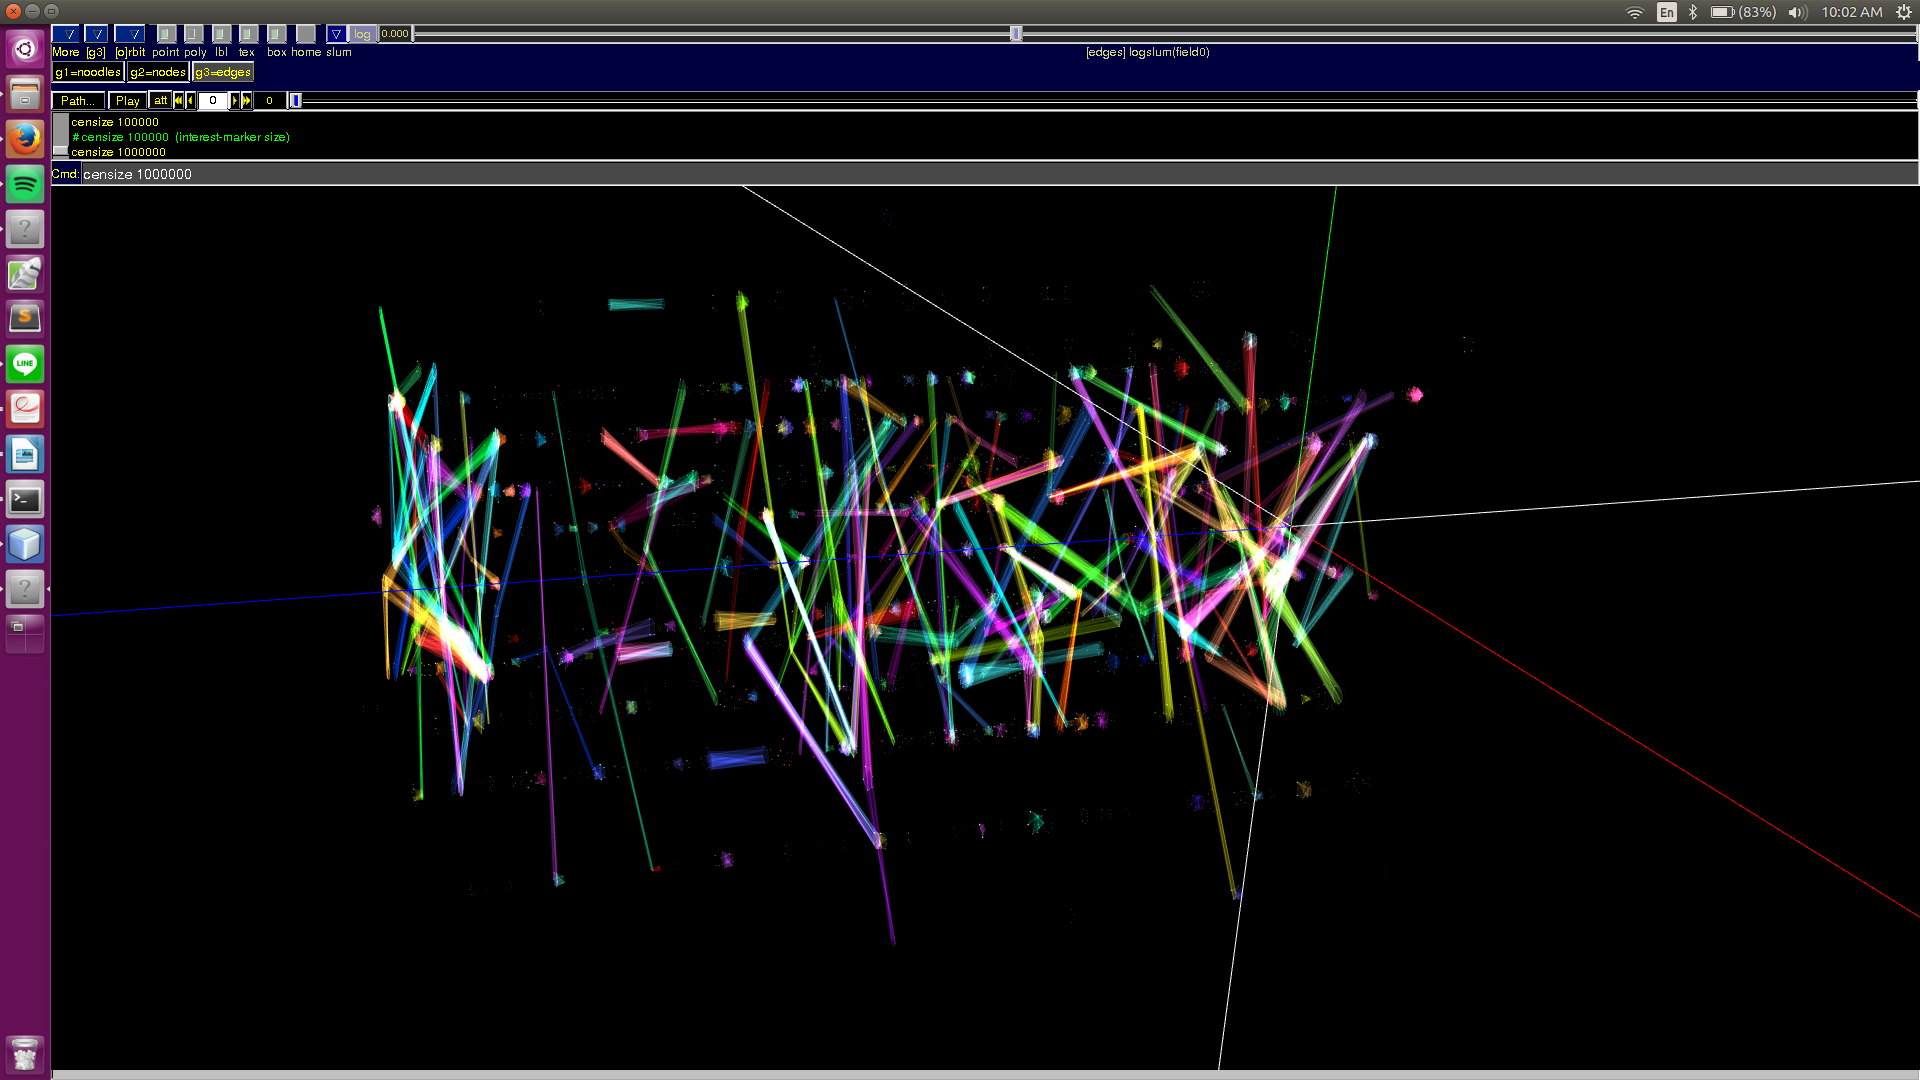 En (83%) 10:02 AM
log 0.000
More [g3] [o]rbit point poly lbl tex box home slum [edges] logslum(field0)
g1=noodles g2=nodes g3=edges
Path... Play att 0 0
censize 100000
# censize 100000 (interest-marker size)
censize 1000000
Cmd: censize 1000000
LINE